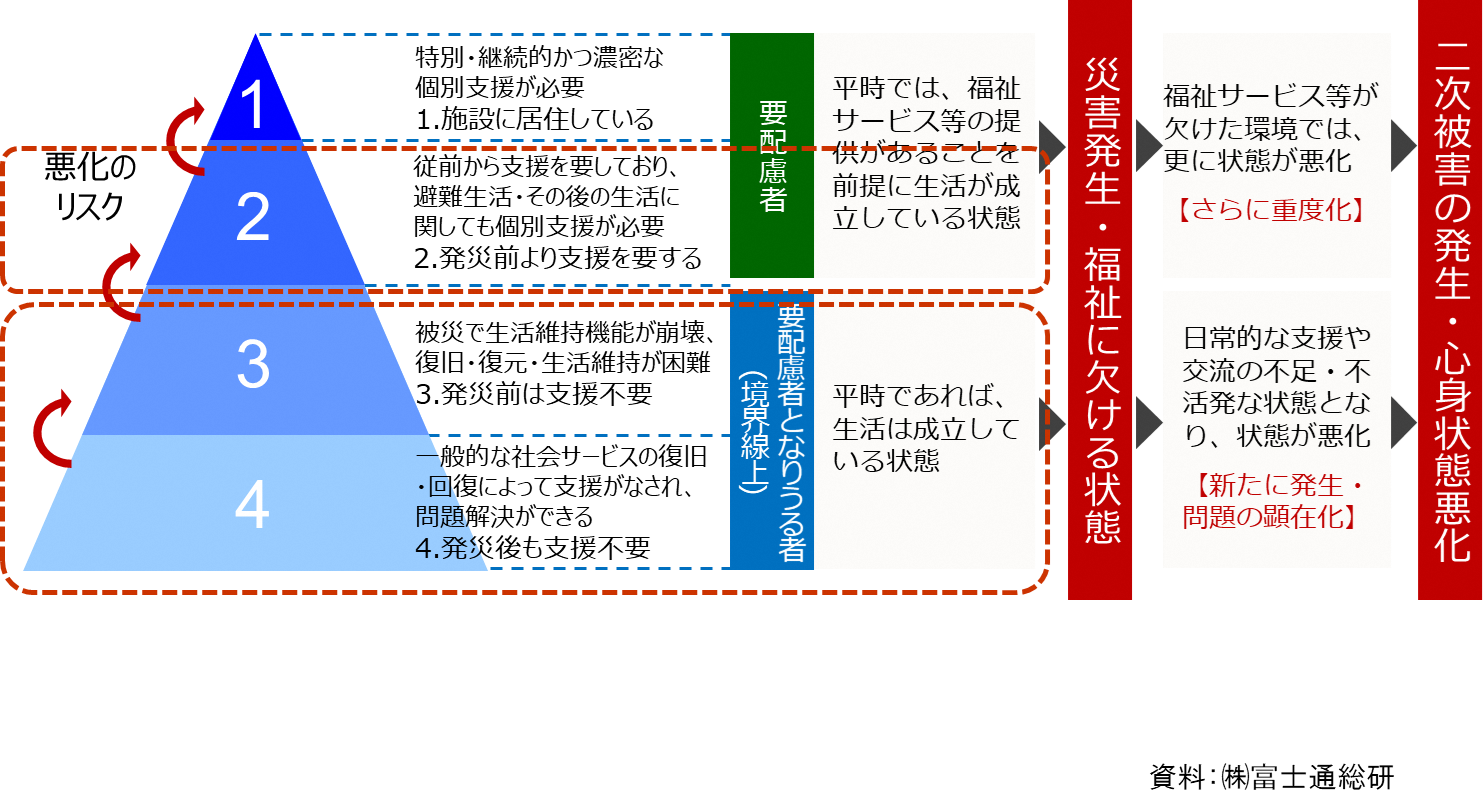 悪化の
リスク
1
2
3
4
特別・継続的かつ濃密な
個別支援が必要
1.施設に居住している
従前から支援を要しており、
避難生活・その後の生活に
関しても個別支援が必要
2.発災前より支援を要する
被災で生活維持機能が崩壊、
復旧・復元・生活維持が困難
3.発災前は支援不要
一般的な社会サービスの復旧
・回復によって支援がなされ、
問題解決ができる
4.発災後も支援不要
要配慮者
要配慮者となりうる者
(境界線上)
平時では、福祉
サービス等の提
供があることを
前提に生活が成
立している状態
平時であれば、
生活は成立して
いる状態
災害発生・福祉に欠ける状態
福祉サービス等が
欠けた環境では、
更に状態が悪化
【さらに重度化】
日常的な支援や
交流の不足・不
活発な状態とな
り、状態が悪化
【新たに発生・
問題の顕在化】
二次被害の発生・心身状態悪化
資料:㈱富士通総研